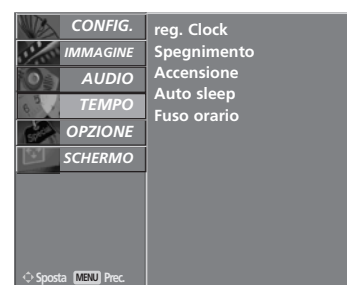 CONFIG.
IMMAGINE
AUDIO
TEMPO
OPZIONE
SCHERMO
reg. Clock
Spegnimento
Accensione
Auto sleep
Fuso orario
Sposta MENU Prec.